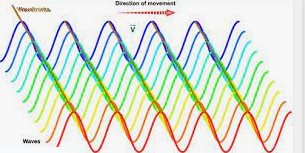 Direction of movement
Wavefronts
V
Waves